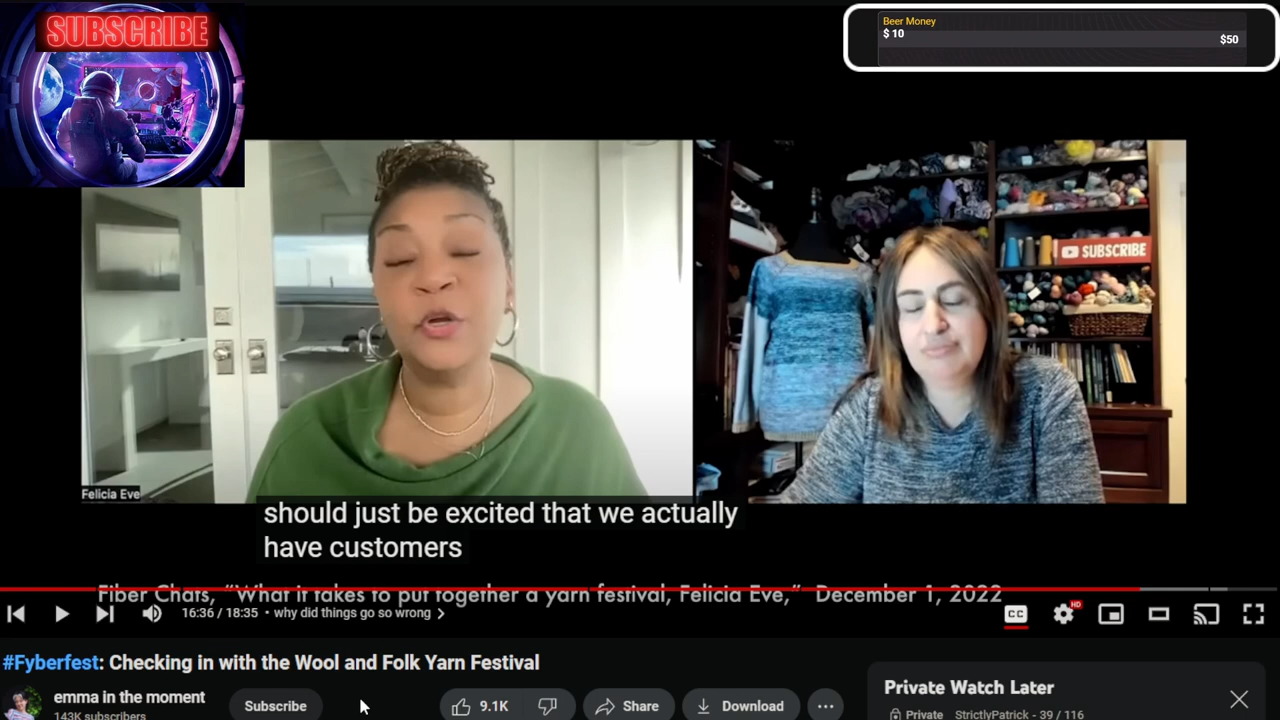 SUBSCRIBE
Beer Money
$ 10
$50
SUBSCRIBE
Felicia Eve
should just be excited that we actually
have customers
Fiber Chats, "What it takes to put together a yarn festival, Felicia Eve," December 1, 2022
16:36 / 18:35 • why did things go so wrong
CC
HD
#Fyberfest: Checking in with the Wool and Folk Yarn Festival
emma in the moment
143K subscribers
Subscribe
9.1K
Share
Download
Private Watch Later
Private StrictlyPatrick - 39 / 116